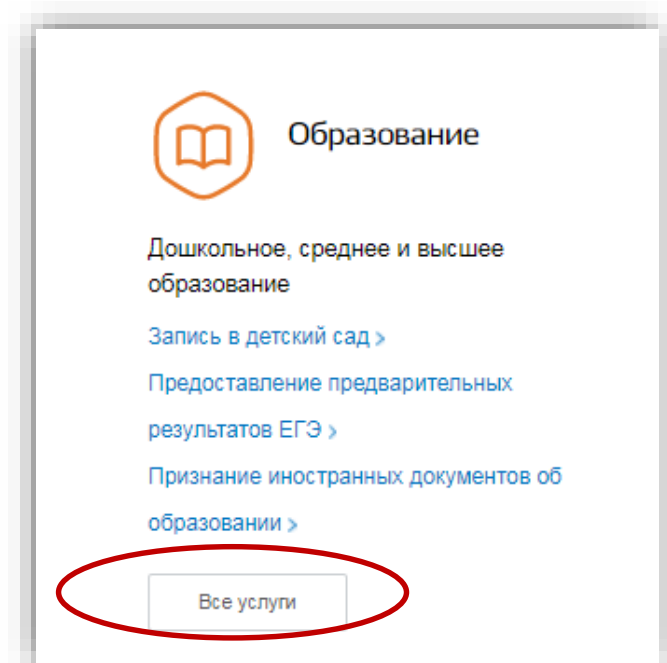 Образование
Дошкольное, среднее и высшее
образование
Запись в детский сад >
Предоставление предварительных
результатов ЕГЭ >
Признание иностранных документов об
образовании >
Все услуги